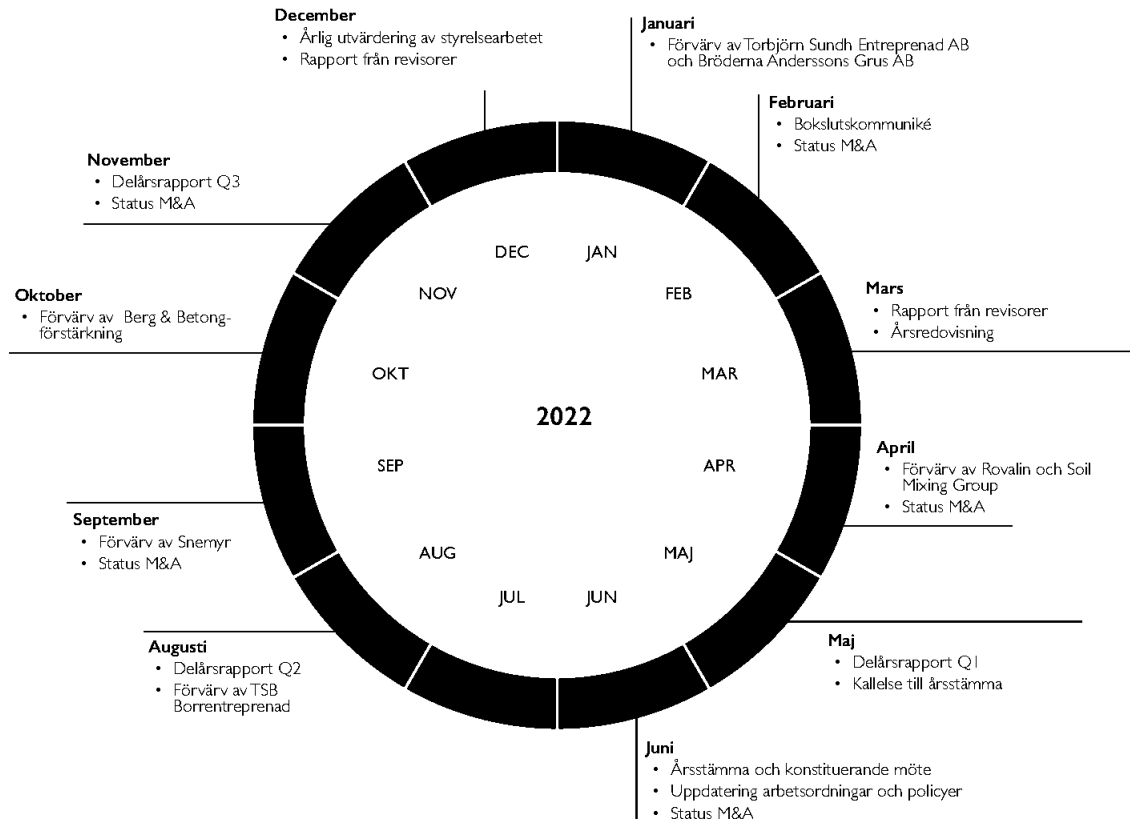 December
• Årlig utvärdering av styrelsearbetet
• Rapport från revisorer
Januari
• Förvärv av Torbjörn Sundh Entreprenad AB
och Bröderna Anderssons Grus AB
Februari
• Bokslutskommuniké
• Status M&A
November
• Delårsrapport Q3
• Status M&A
Oktober
• Förvärv av Berg & Betong-
förstärkning
Mars
• Rapport från revisorer
• Årsredovisning
DEC
JAN
NOV
FEB
OKT
MAR
2022
SEP
APR
AUG
MAJ
JUL
JUN
April
• Förvärv av Rovalin och Soil
Mixing Group
• Status M&A
September
• Förvärv av Snemyr
• Status M&A
Augusti
• Delårsrapport Q2
• Förvärv av TSB
Borrentreprenad
Maj
• Delårsrapport Q1
• Kallelse till årsstämma
Juni
• Årsstämma och konstituerande möte
• Uppdatering arbetsordningar och policyer
• Status M&A